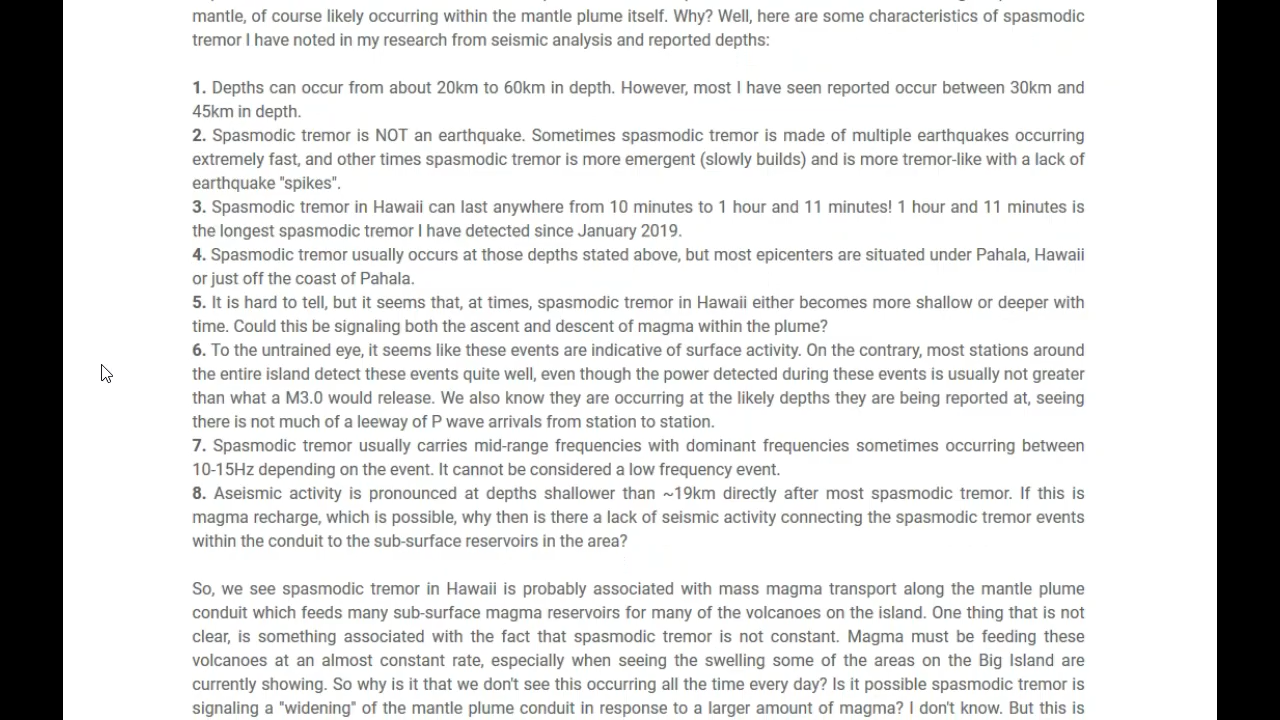 mantle, of course likely occurring within the mantle plume itself. Why? Well, here are some characteristics of spasmodic
tremor I have noted in my research from seismic analysis and reported depths:
1. Depths can occur from about 20km to 60km in depth. However, most I have seen reported occur between 30km and
45km in depth.
2. Spasmodic tremor is NOT an earthquake. Sometimes spasmodic tremor is made of multiple earthquakes occurring
extremely fast, and other times spasmodic tremor is more emergent (slowly builds) and is more tremor-like with a lack of
earthquake "spikes".
3. Spasmodic tremor in Hawaii can last anywhere from 10 minutes to 1 hour and 11 minutes! 1 hour and 11 minutes is
the longest spasmodic tremor I have detected since January 2019.
4. Spasmodic tremor usually occurs at those depths stated above, but most epicenters are situated under Pahala, Hawaii
or just off the coast of Pahala.
5. It is hard to tell, but it seems that, at times, spasmodic tremor in Hawaii either becomes more shallow or deeper with
time. Could this be signaling both the ascent and descent of magma within the plume?
6. To the untrained eye, it seems like these events are indicative of surface activity. On the contrary, most stations around
the entire island detect these events quite well, even though the power detected during these events is usually not greater
than what a M3.0 would release. We also know they are occurring at the likely depths they are being reported at, seeing
there is not much of a leeway of P wave arrivals from station to station.
7. Spasmodic tremor usually carries mid-range frequencies with dominant frequencies sometimes occurring between
10-15Hz depending on the event. It cannot be considered a low frequency event.
8. Aseismic activity is pronounced at depths shallower than ~19km directly after most spasmodic tremor. If this is
magma recharge, which is possible, why then is there a lack of seismic activity connecting the spasmodic tremor events
within the conduit to the sub-surface reservoirs in the area?
So, we see spasmodic tremor in Hawaii is probably associated with mass magma transport along the mantle plume
conduit which feeds many sub-surface magma reservoirs for many of the volcanoes on the island. One thing that is not
clear, is something associated with the fact that spasmodic tremor is not constant. Magma must be feeding these
volcanoes at an almost constant rate, especially when seeing the swelling some of the areas on the Big Island are
currently showing. So why is it that we don't see this occurring all the time every day? Is it possible spasmodic tremor is
signaling a "widening" of the mantle plume conduit in response to a larger amount of magma? I don't know. But this is